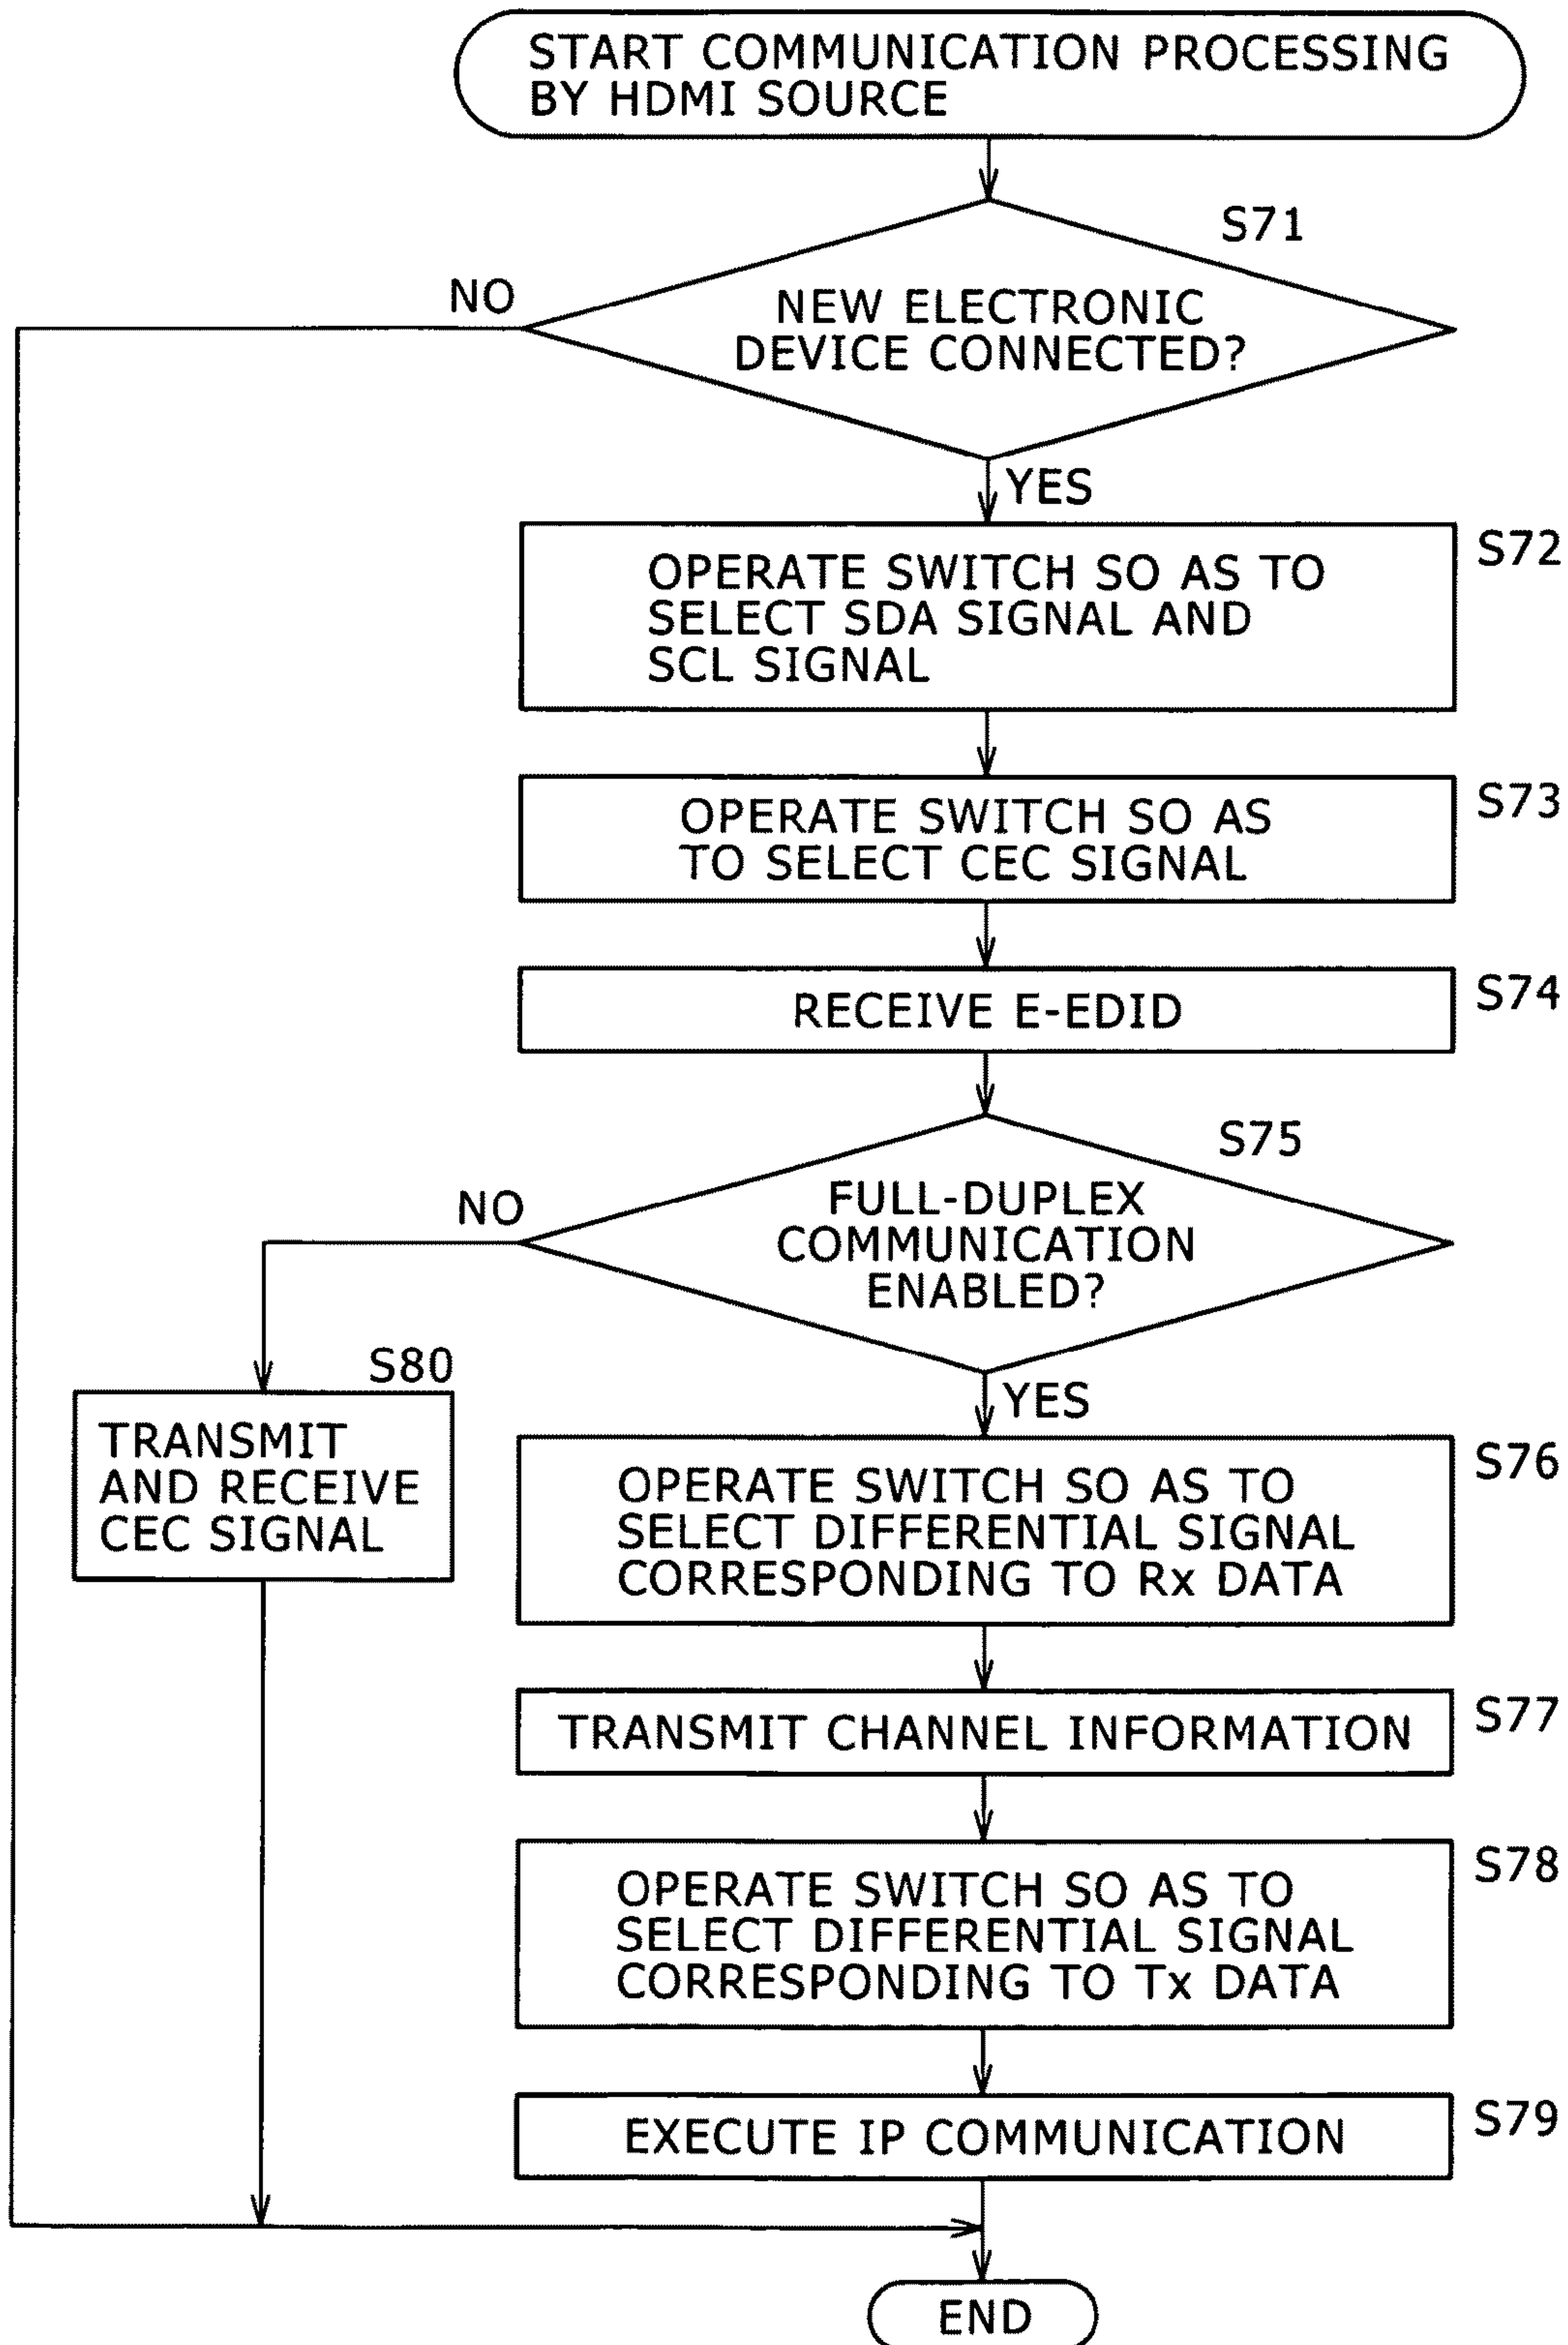 START COMMUNICATION PROCESSING
BY HDMI SOURCE
S71
NO
NEW ELECTRONIC
DEVICE CONNECTED?
YES
S72
OPERATE SWITCH SO AS TO
SELECT SDA SIGNAL AND
SCL SIGNAL
S73
OPERATE SWITCH SO AS
TO SELECT CEC SIGNAL
S74
RECEIVE E-EDID
S75
NO
FULL-DUPLEX
COMMUNICATION
ENABLED?
S80
YES
TRANSMIT
AND RECEIVE
CEC SIGNAL
S76
OPERATE SWITCH SO AS TO
SELECT DIFFERENTIAL SIGNAL
CORRESPONDING TO Rx DATA
S77
TRANSMIT CHANNEL INFORMATION
S78
OPERATE SWITCH SO AS TO
SELECT DIFFERENTIAL SIGNAL
CORRESPONDING TO Tx DATA
S79
EXECUTE IP COMMUNICATION
END